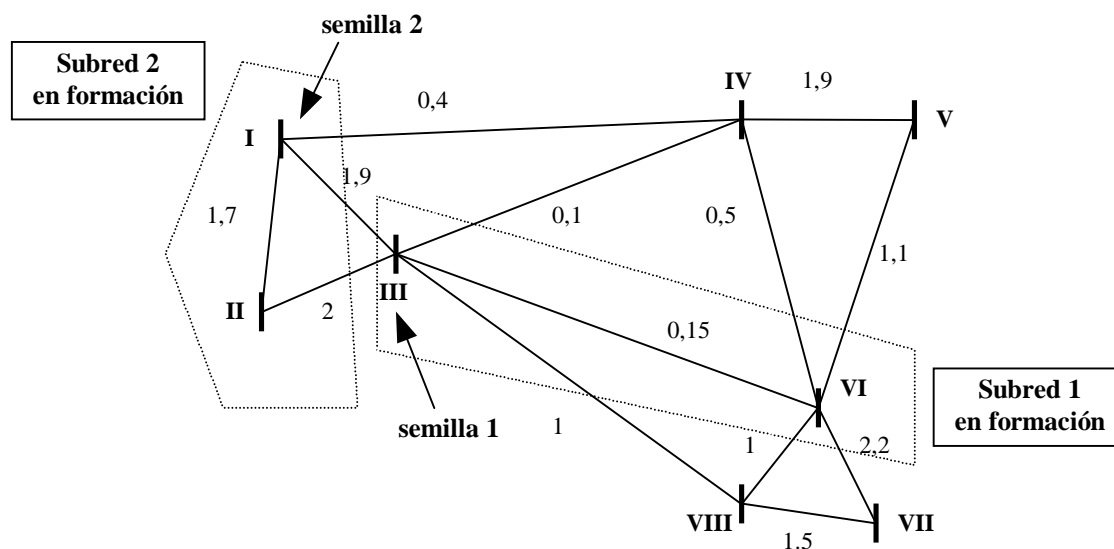 semilla 2
Subred 2
en formación
IV
1,9
0,4
I
V
1,9
1,7
0,1
0,5
1,1
III
II
2
0,15
VI
Subred 1
en formación
semilla 1
1
1
2,2
VIII
VII
1,5